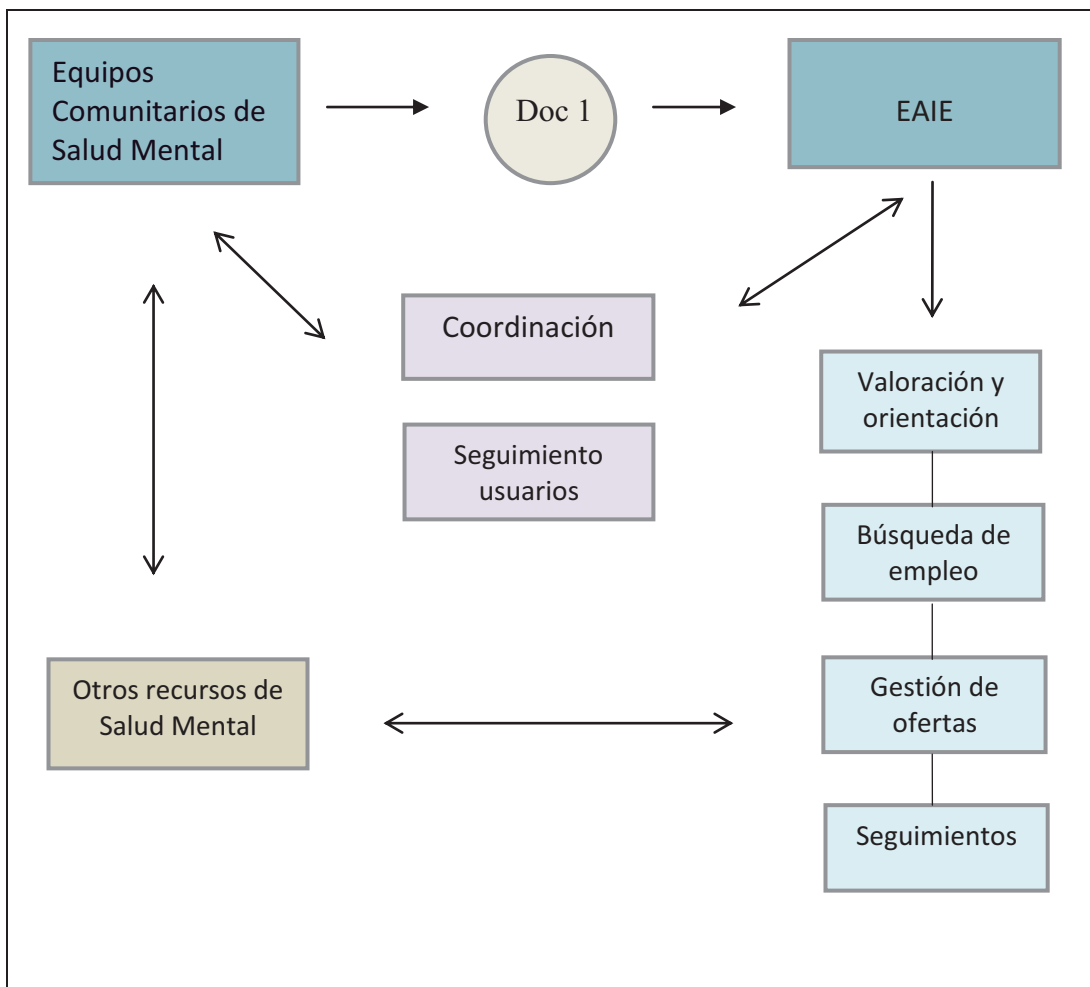 Equipos
Comunitarios de
Salud Mental
Doc 1
EAIE
Coordinación
Seguimiento
usuarios
Valoración y
orientación
Búsqueda de
empleo
Otros recursos de
Salud Mental
Gestión de
ofertas
Seguimientos